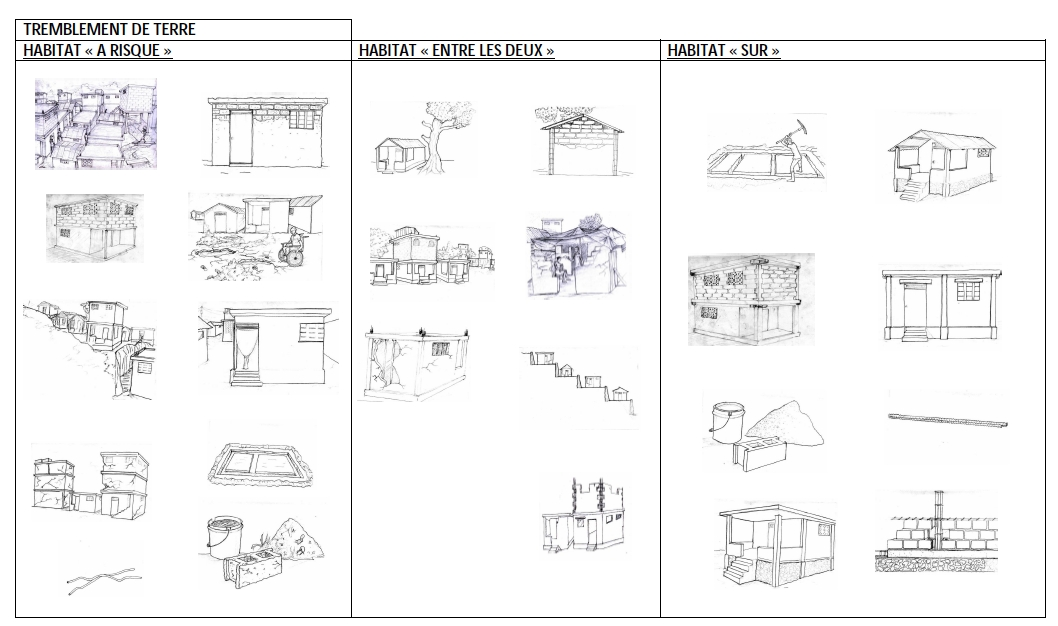 TREMBLEMENT DE TERRE
HABITAT « A RISQUE »
HABITAT « ENTRE LES DEUX »
HABITAT « SUR »